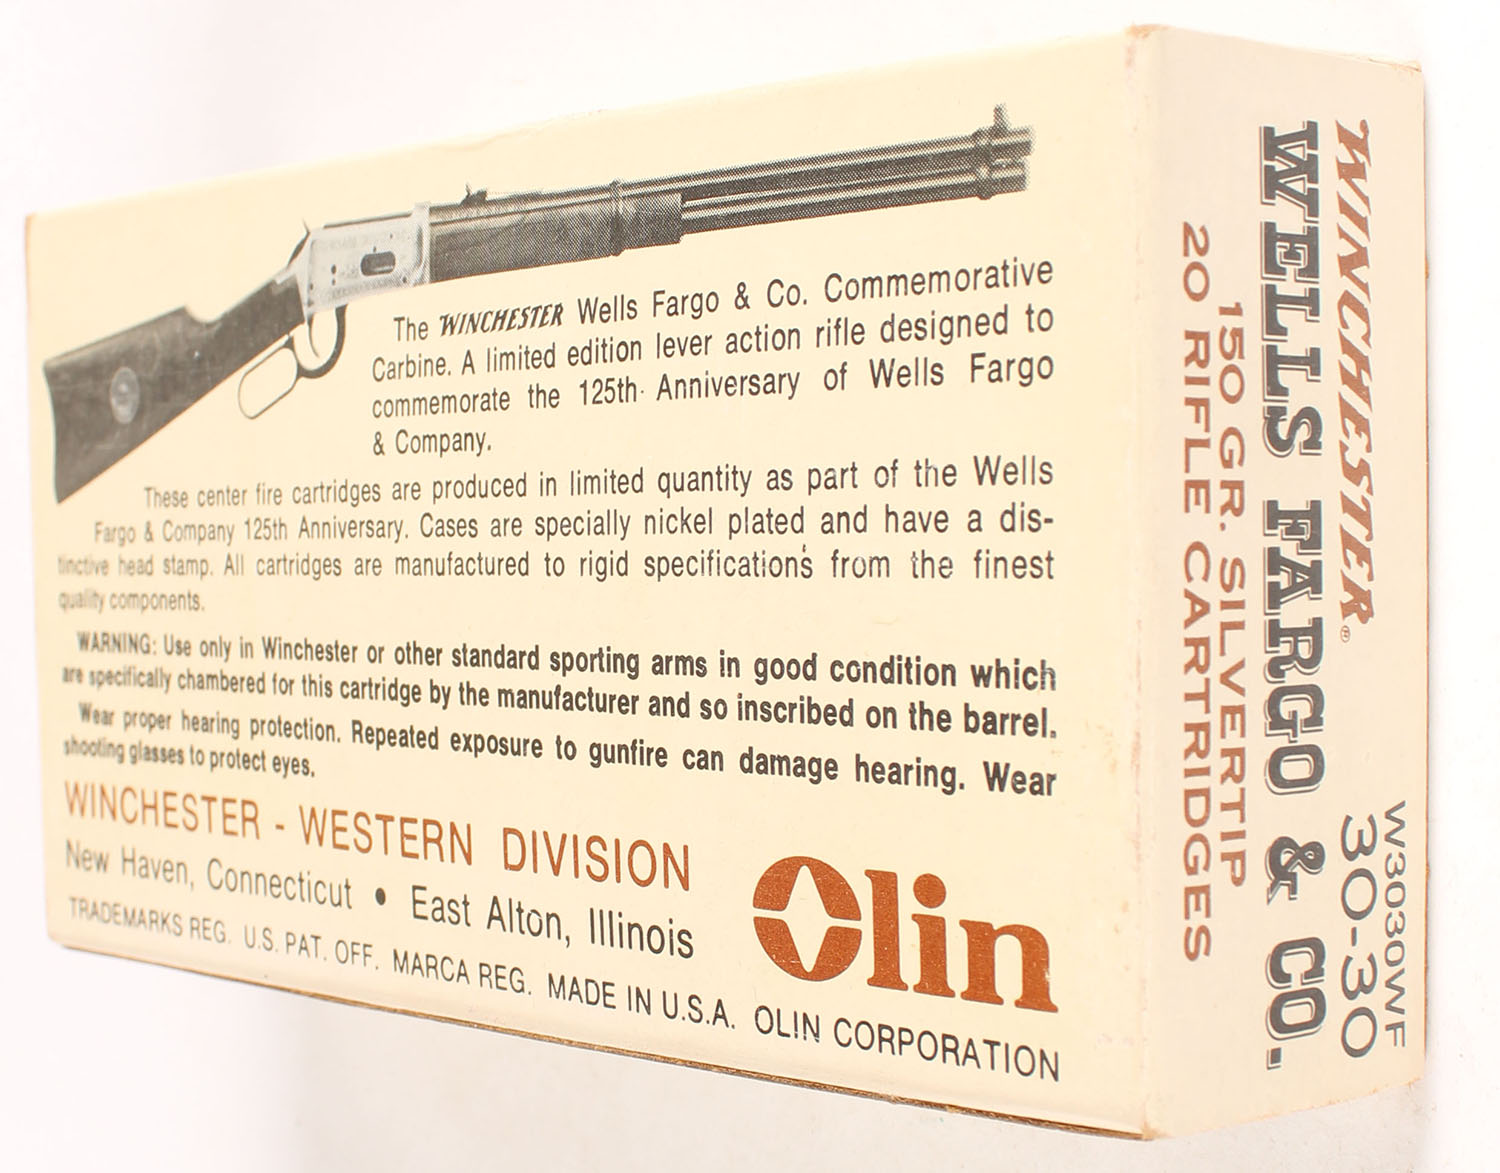 The WINCHESTER Wells Fargo & Co. Commemorative
Carbine. A limited edition lever action rifle designed to
commemorate the 125th Anniversary of Wells Fargo
& Company.
These center fire cartridges are produced in limited quantity as part of the Wells
Fargo & Company 125th Anniversary. Cases are specially nickel plated and have a dis-
tinctive head stamp. All cartridges are manufactured to rigid specifications from the finest
quality components.
WARNING: Use only in Winchester or other standard sporting arms in good condition which
are specifically chambered for this cartridge by the manufacturer and so inscribed on the barrel.
Wear proper hearing protection. Repeated exposure to gunfire can damage hearing. Wear
shooting glasses to protect eyes.
WINCHESTER - WESTERN DIVISION
New Haven, Connecticut • East Alton, Illinois
Olin
TRADEMARKS REG. U.S. PAT. OFF. MARCA REG. MADE IN U.S.A. OLIN CORPORATION
W3030WF
WINCHESTER® 30-30
WELLS FARGO & CO.
150 GR. SILVERTIP
20 RIFLE CARTRIDGES